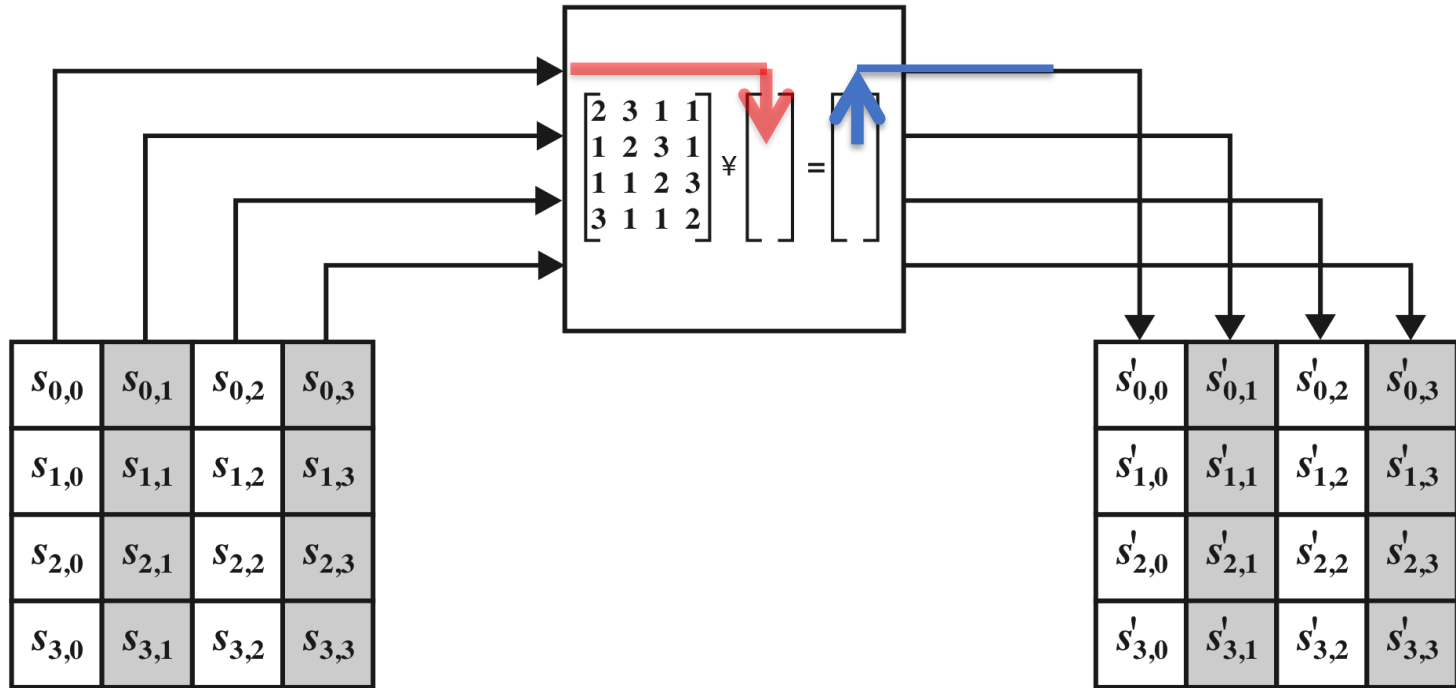 2 3 1 1
1 2 3 1 ¥ =
1 1 2 3
3 1 1 2
s0,0 s0,1 s0,2 s0,3
s1,0 s1,1 s1,2 s1,3
s2,0 s2,1 s2,2 s2,3
s3,0 s3,1 s3,2 s3,3
s'0,0 s'0,1 s'0,2 s'0,3
s'1,0 s'1,1 s'1,2 s'1,3
s'2,0 s'2,1 s'2,2 s'2,3
s'3,0 s'3,1 s'3,2 s'3,3